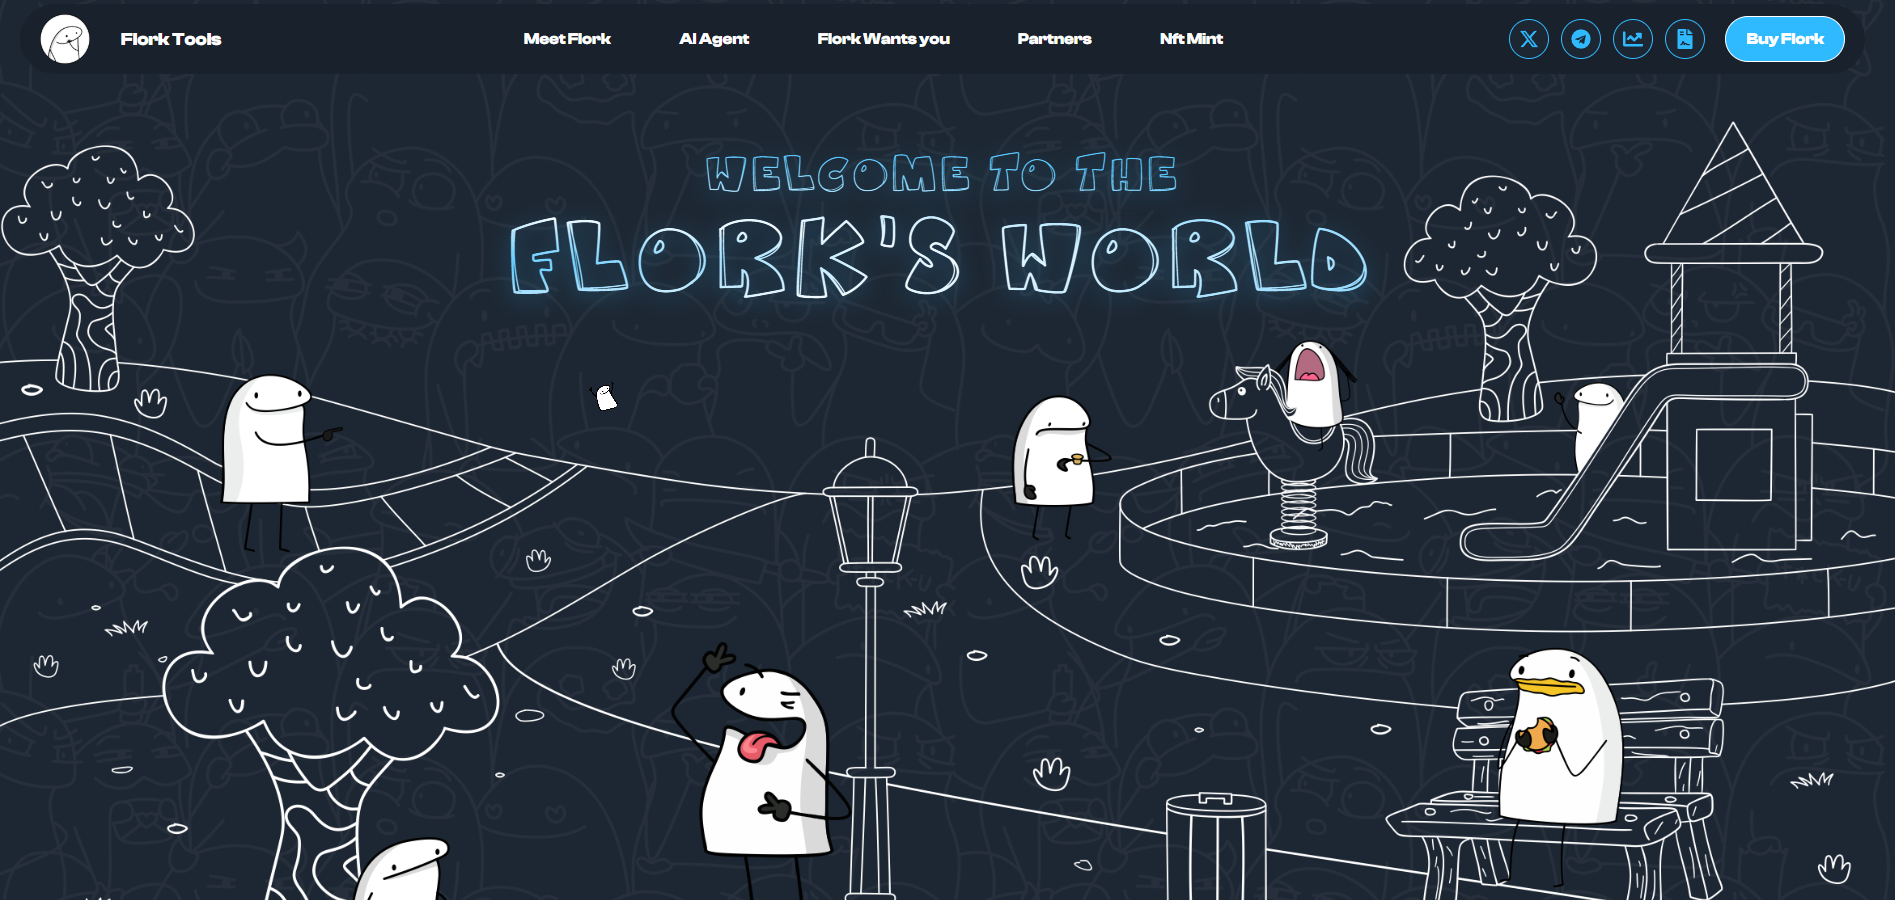 Flork Tools
Meet Flork
AI Agent
Flork Wants you
Partners
Nft Mint
Buy Flork
WELCOME TO THE
FLORK'S WORLD